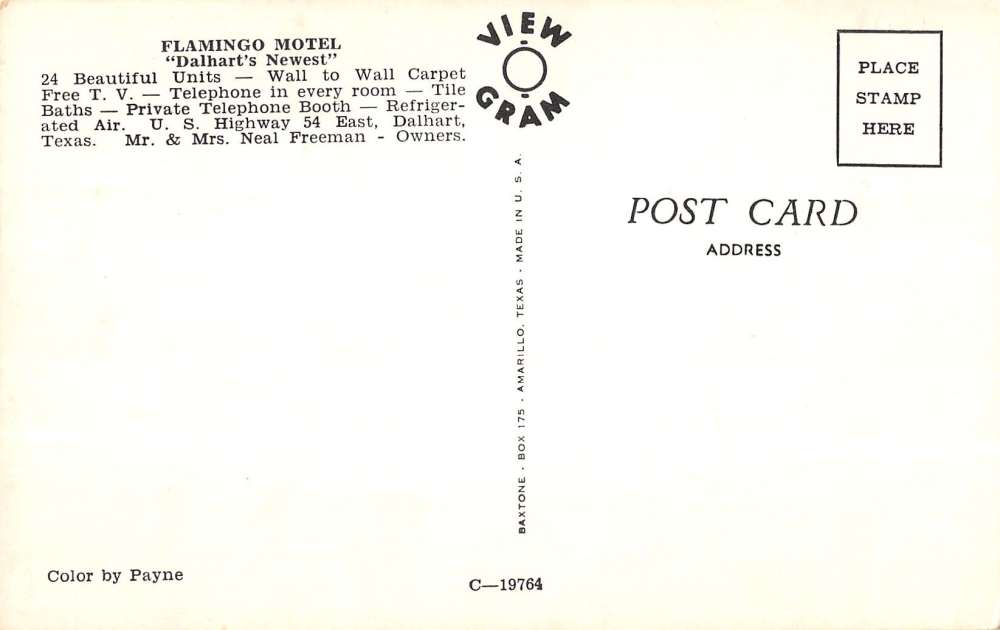 FLAMINGO MOTEL
"Dalhart's Newest"
24 Beautiful Units — Wall to Wall Carpet
Free T. V. — Telephone in every room — Tile
Baths — Private Telephone Booth — Refriger-
ated Air. U. S. Highway 54 East, Dalhart,
Texas. Mr. & Mrs. Neal Freeman - Owners.
VIEW
GRAM
PLACE
STAMP
HERE
POST CARD
ADDRESS
BAXTONE . BOX 175 . AMARILLO, TEXAS . MADE IN U. S. A.
Color by Payne
C—19764